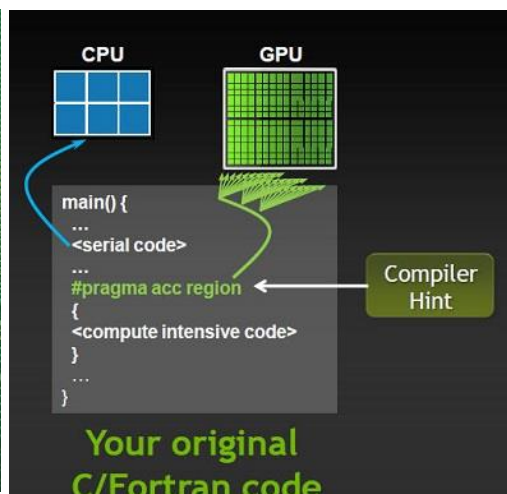 CPU
GPU
main() {
...
<serial code>
...
#pragma acc region
{
<compute intensive code>
}
...
}
Compiler
Hint
Your original
C/Fortran code